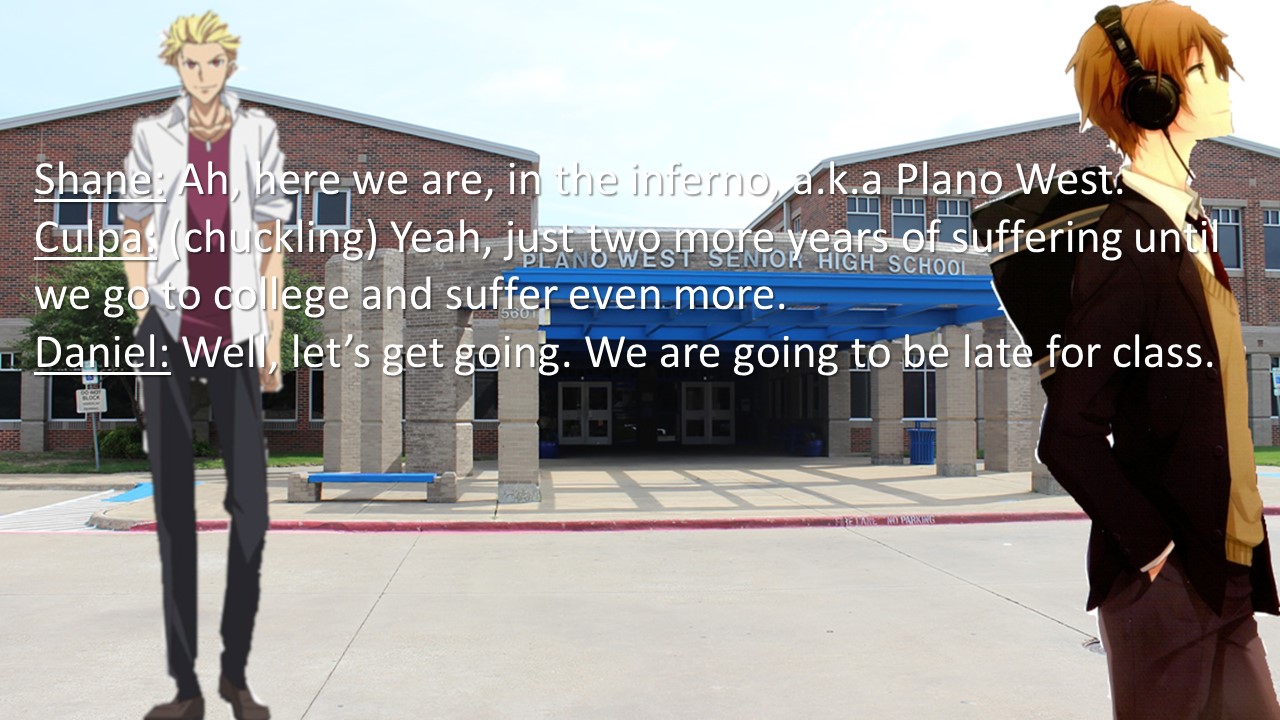 Shane: Ah, here we are, in the inferno, a.k.a Plano West.
Culpa: (chuckling) Yeah, just two more years of suffering until
we go to college and suffer even more.
Daniel: Well, let’s get going. We are going to be late for class.
PLANO WEST SENIOR HIGH SCHOOL
5601
DO NOT
BLOCK
FIRE LANE NO PARKING